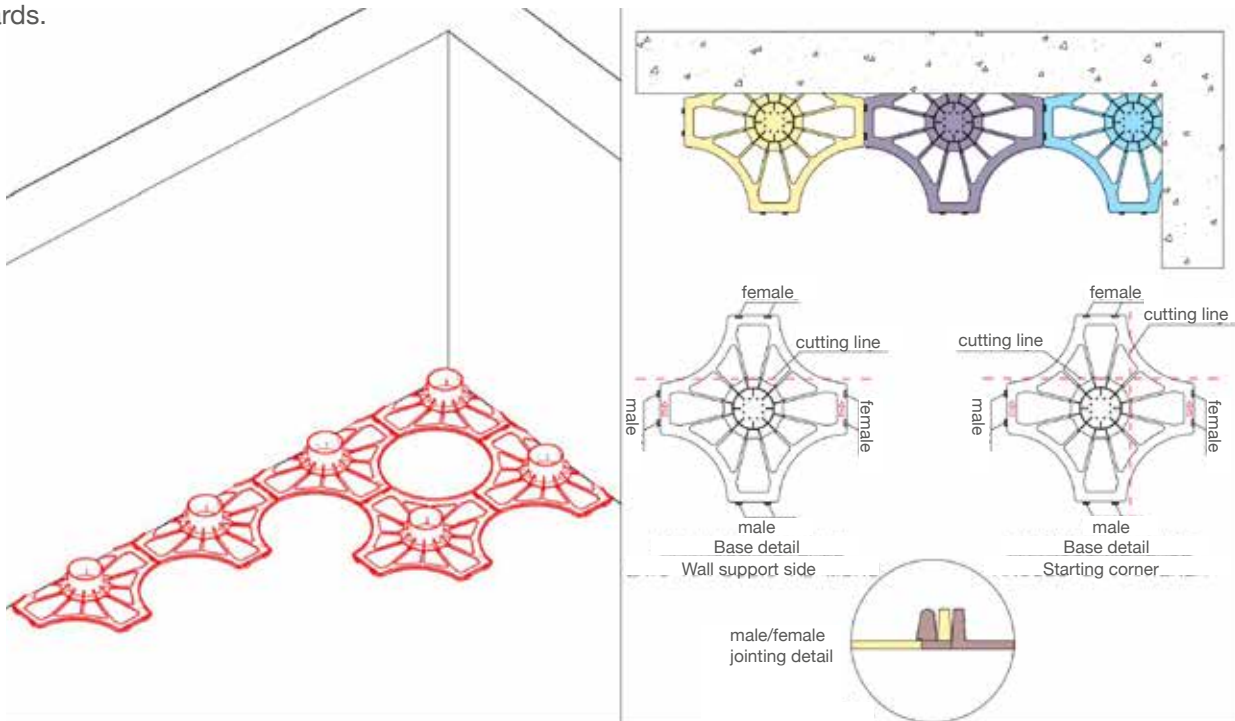 ards.
female
cutting line
male
female
male
Base detail
Wall support side
female
cutting line
cutting line
male
female
male
Base detail
Starting corner
male/female
jointing detail